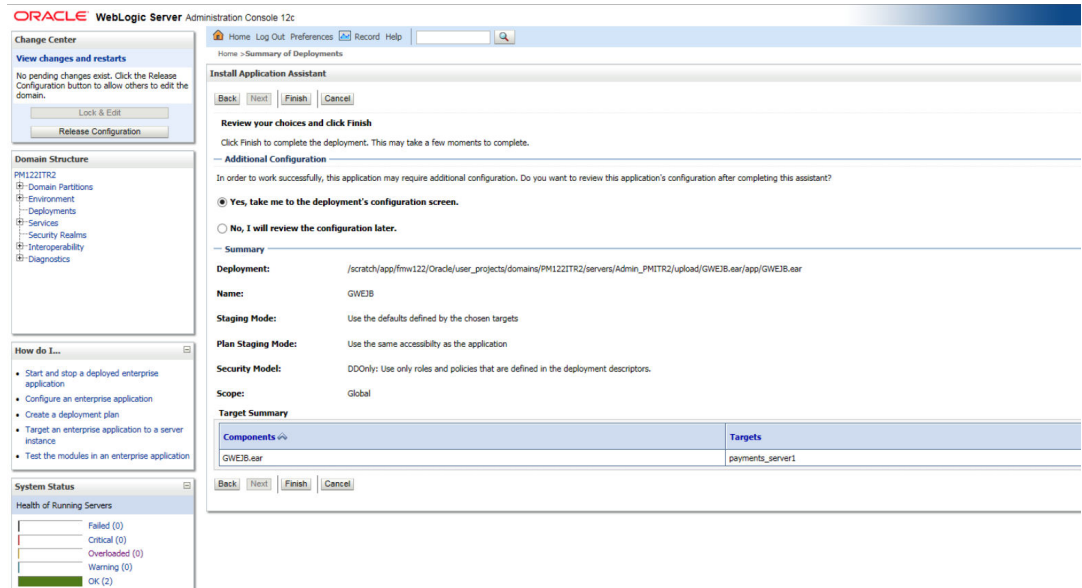 ORACLE WebLogic Server Administration Console 12c
Change Center
View changes and restarts
No pending changes exist. Click the Release
Configuration button to allow others to edit the
domain.
Lock & Edit
Release Configuration
Domain Structure
PM122ITR2
Domain Partitions
Environment
Deployments
Services
Security Realms
Interoperability
Diagnostics
How do I...
Start and stop a deployed enterprise
application
Configure an enterprise application
Create a deployment plan
Target an enterprise application to a server
instance
Test the modules in an enterprise application
System Status
Health of Running Servers
Failed (0)
Critical (0)
Overloaded (0)
Warning (0)
OK (2)
Home Log Out Preferences Record Help
Home >Summary of Deployments
Install Application Assistant
Back Next Finish Cancel
Review your choices and click Finish
Click Finish to complete the deployment. This may take a few moments to complete.
Additional Configuration
In order to work successfully, this application may require additional configuration. Do you want to review this application's configuration after completing this assistant?
Yes, take me to the deployment's configuration screen.
No, I will review the configuration later.
Summary
Deployment: /scratch/app/fmw122/Oracle/user_projects/domains/PM122ITR2/servers/Admin_PMITR2/upload/GWEJB.ear/app/GWEJB.ear
Name: GWEJB
Staging Mode: Use the defaults defined by the chosen targets
Plan Staging Mode: Use the same accessibilty as the application
Security Model: DDOnly: Use only roles and policies that are defined in the deployment descriptors.
Scope: Global
Target Summary
Components Targets
GWEJB.ear payments_server1
Back Next Finish Cancel